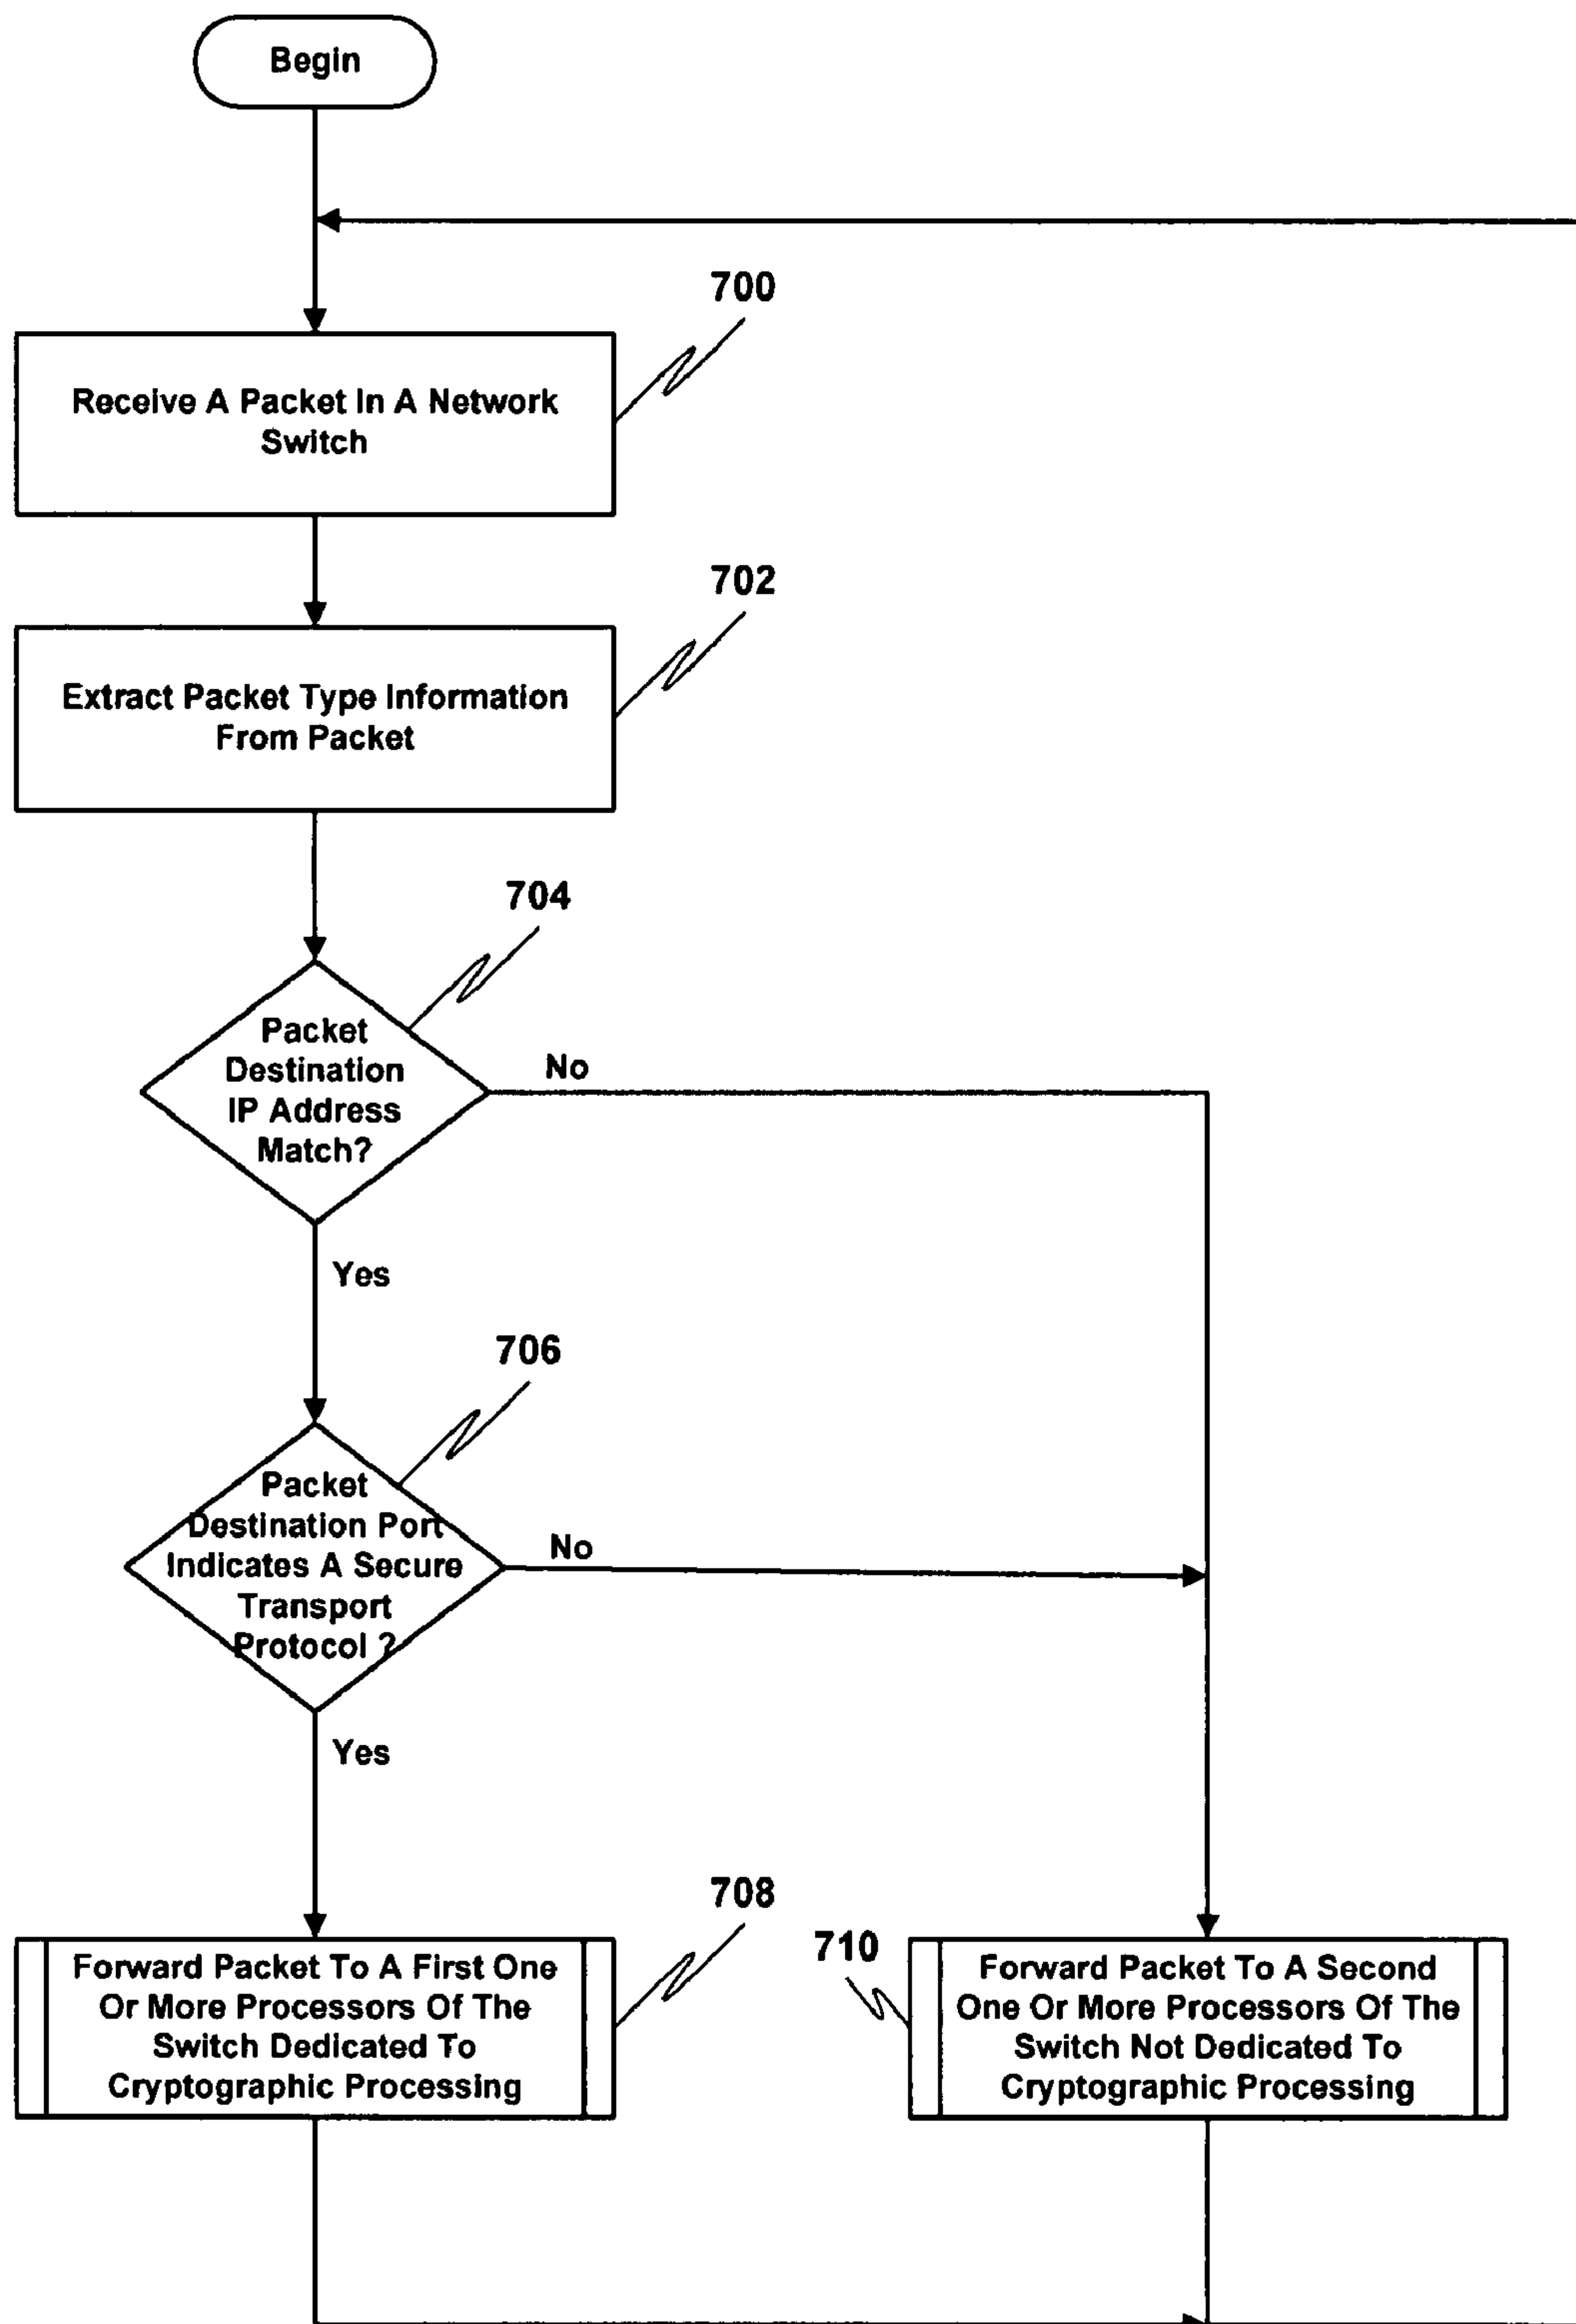 Begin
700
Receive A Packet In A Network
Switch
702
Extract Packet Type Information
From Packet
704
Packet
Destination
IP Address
Match?
No
Yes
706
Packet
Destination Port
Indicates A Secure
Transport
Protocol ?
No
Yes
708
Forward Packet To A First One
Or More Processors Of The
Switch Dedicated To
Cryptographic Processing
710
Forward Packet To A Second
One Or More Processors Of The
Switch Not Dedicated To
Cryptographic Processing